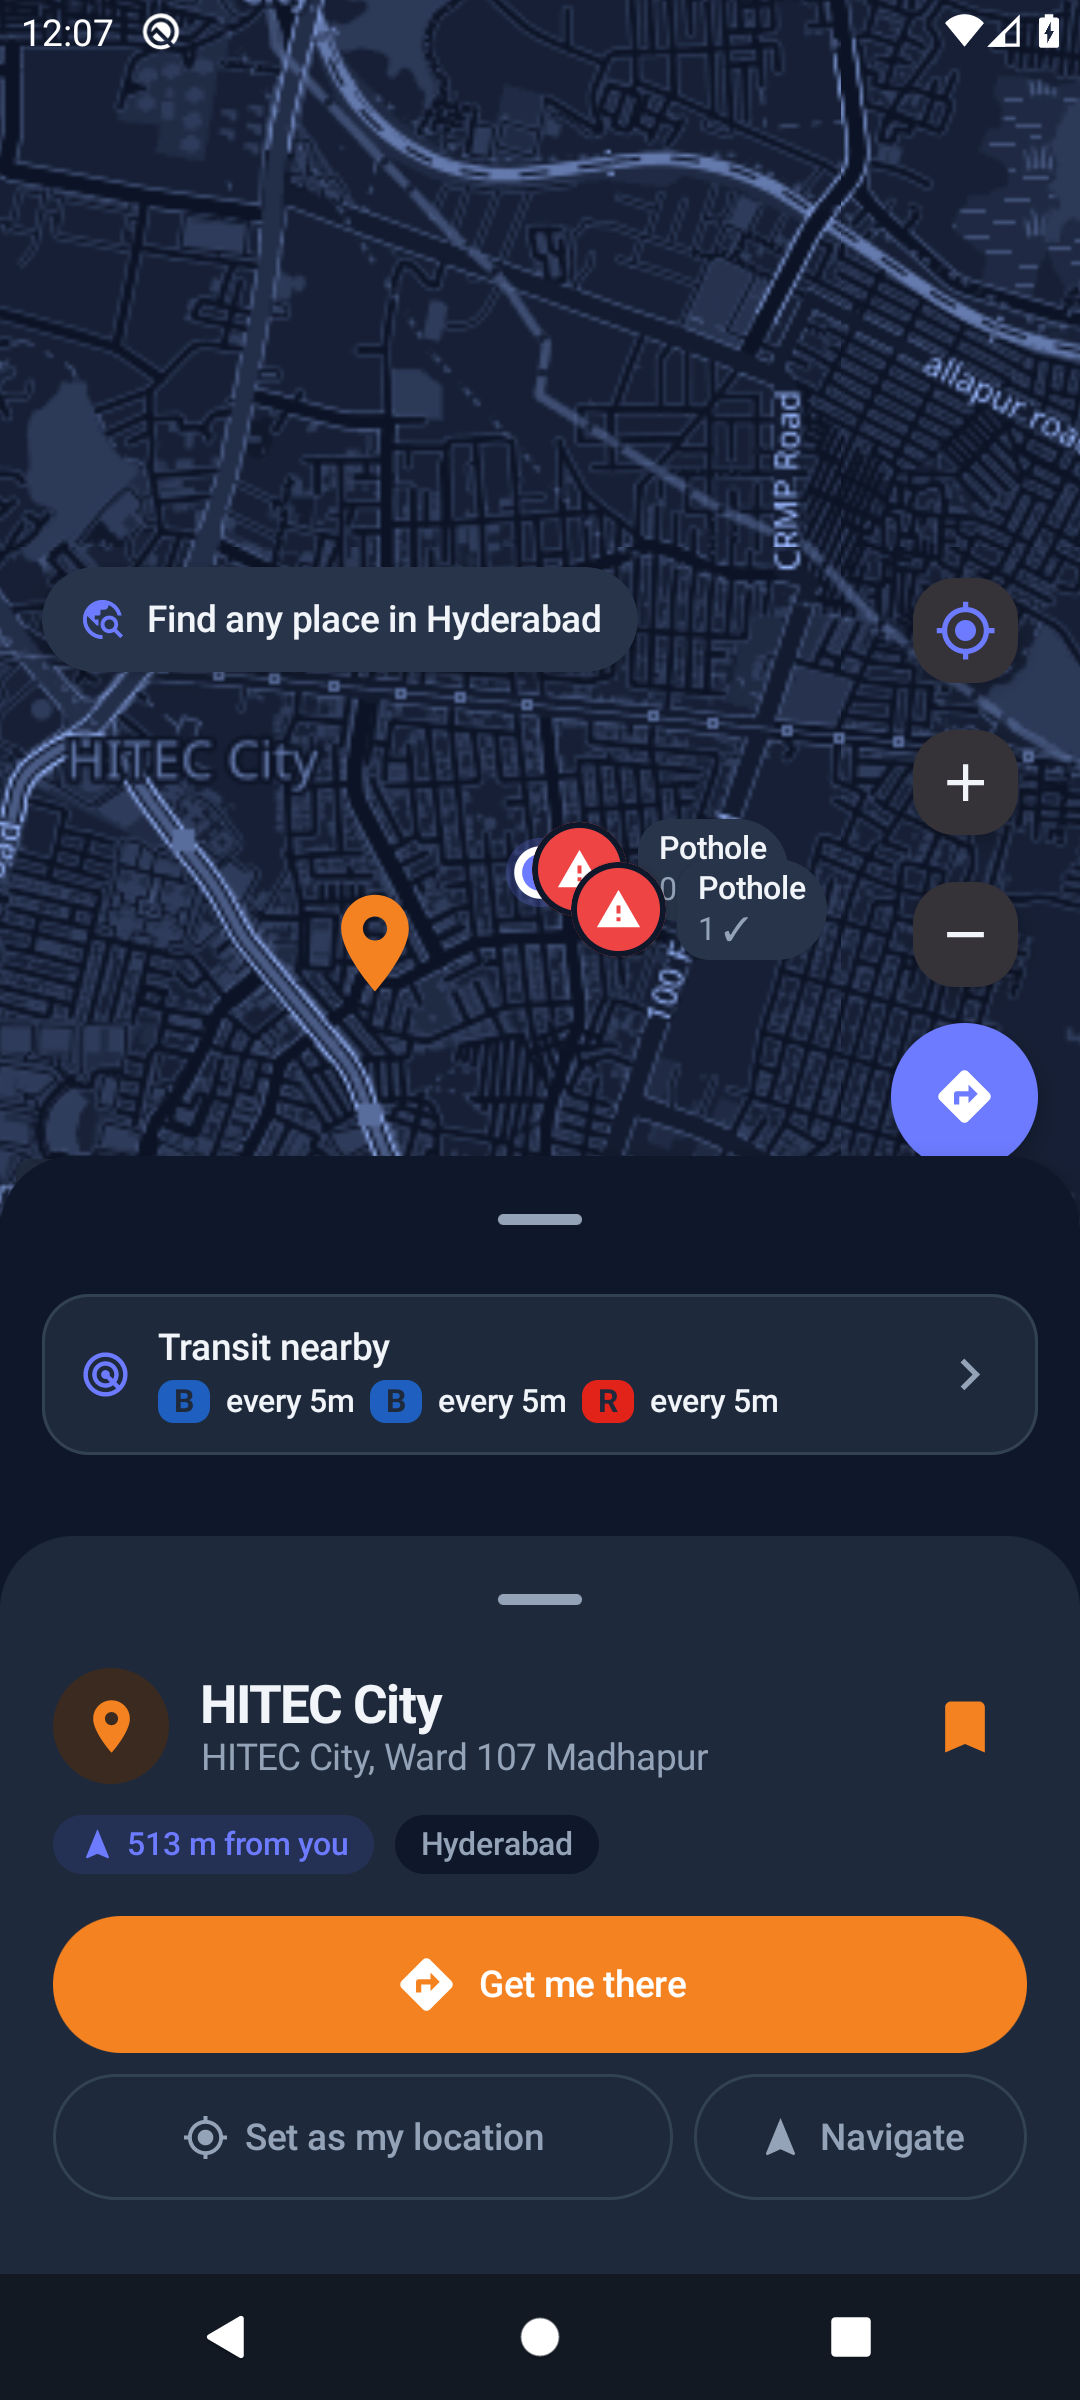 12:07
allapur roa
CRMP Road
Find any place in Hyderabad
HITEC City
Pothole
0
Pothole
1 ✓
100 F
Transit nearby
B every 5m B every 5m R every 5m
HITEC City
HITEC City, Ward 107 Madhapur
513 m from you
Hyderabad
Get me there
Set as my location
Navigate